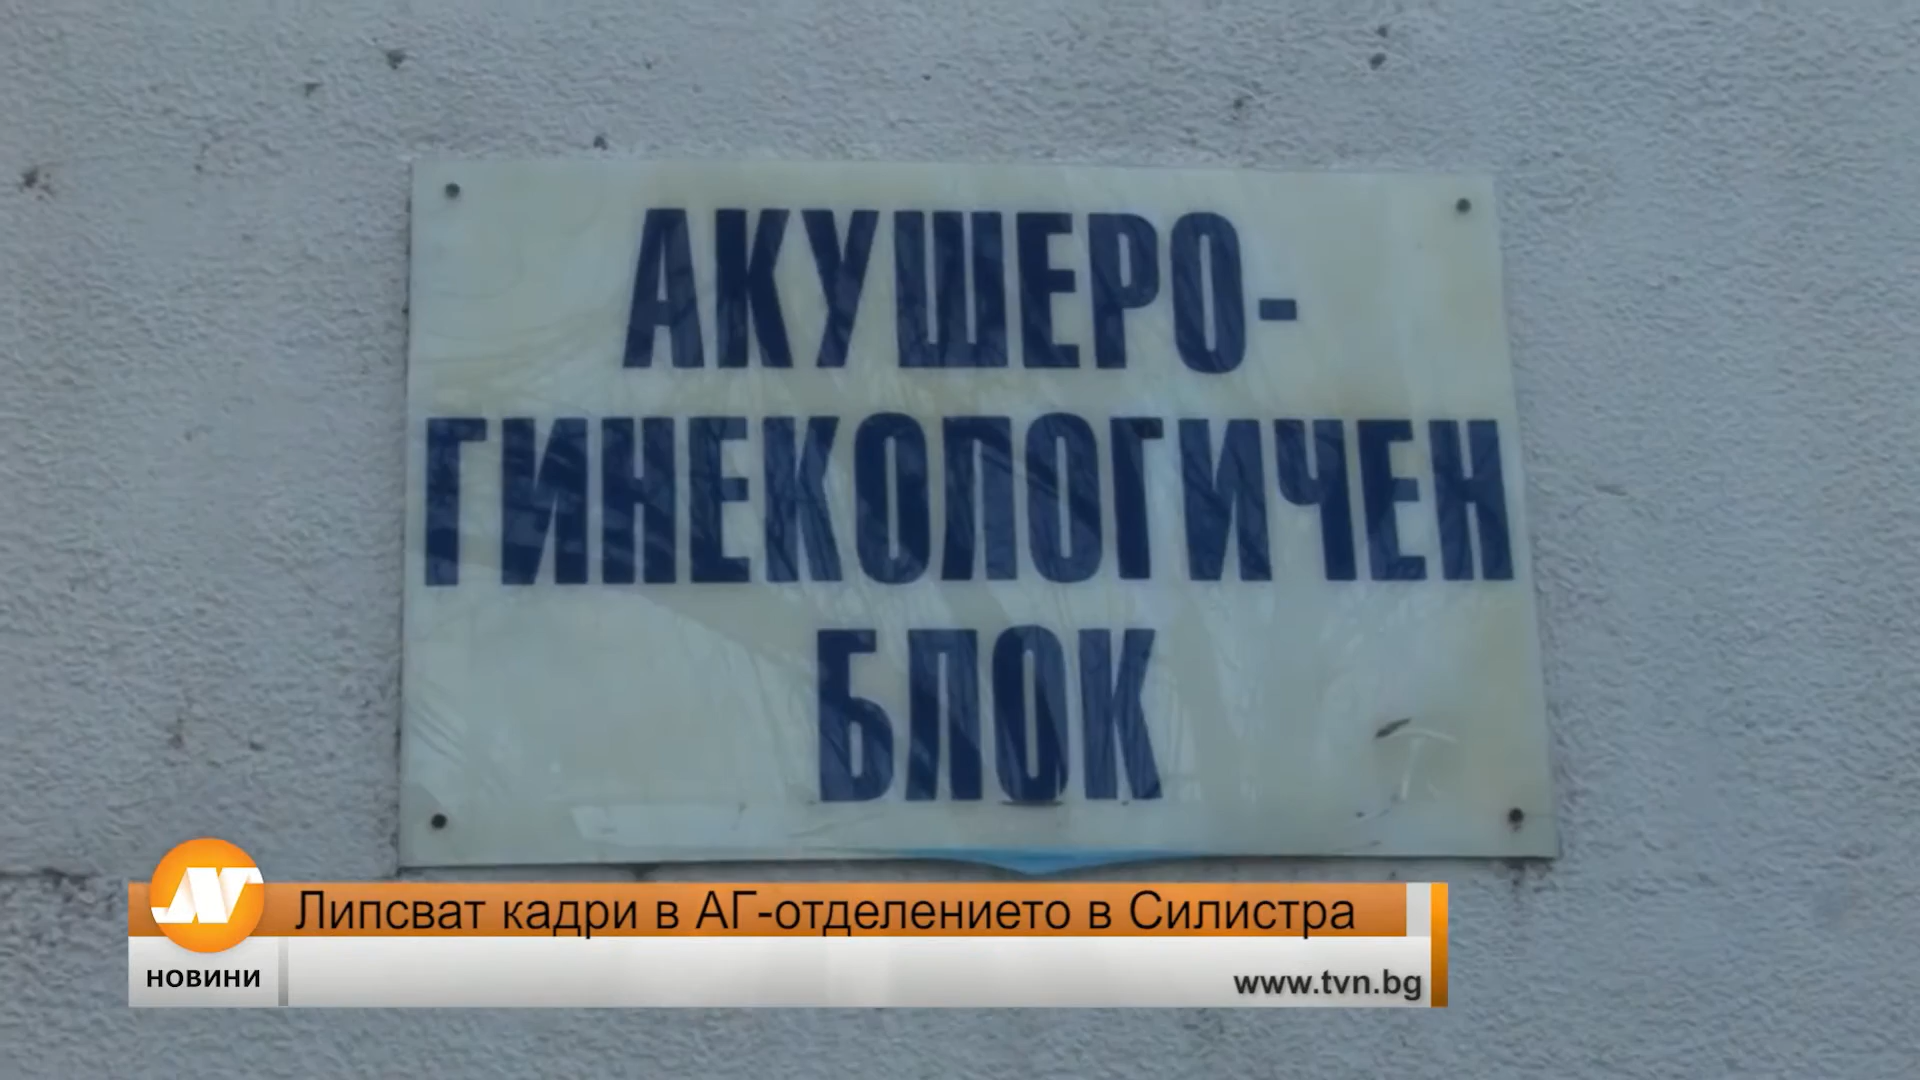 АКУШЕРО-
ГИНЕКОЛОГИЧЕН
БЛОК
Липсват кадри в АГ-отделението в Силистра
НОВИНИ
www.tvn.bg